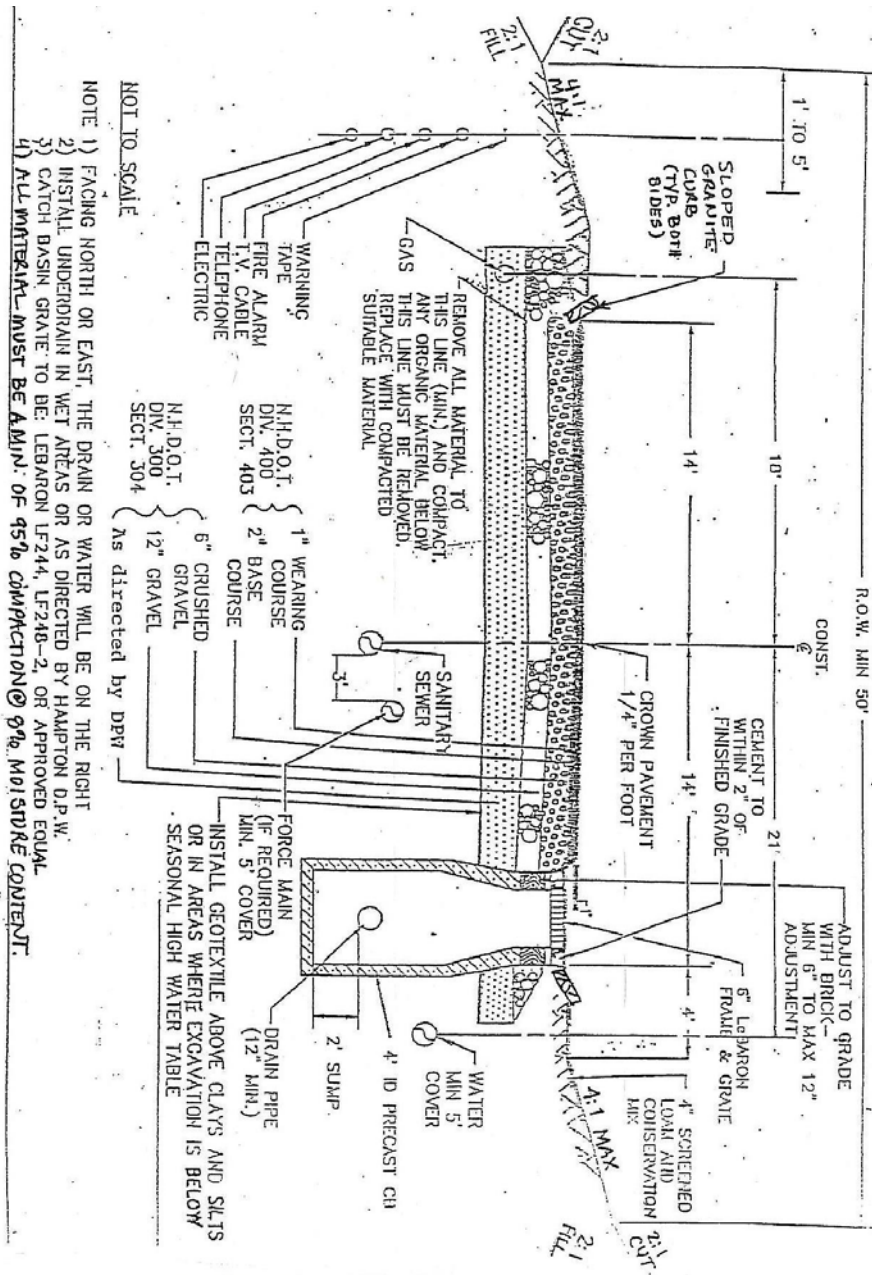 R.O.W. MIN 50'
1' TO 5'
18'
21'
14'
14'
4'
CONST.
2:1
CUT
2:1
FILL
4:1
MAX
SLOPED
GRANITE
CURB
(TYP. BOTH
SIDES)
CROWN PAVEMENT
1/4" PER FOOT
CEMENT TO
WITHIN 2" OF
FINISHED GRADE
ADJUST TO GRADE
WITH BRICK-
MIN 6" TO MAX 12"
ADJUSTMENT
6" LEBARON
FRAME & GRATE
4" SCREENED
LOAM AND
CONSERVATION
MIX
4:1 MAX
2:1
CUT
2:1
FILL
1"
GAS
REMOVE ALL MATERIAL TO
THIS LINE (MIN.) AND COMPACT.
ANY ORGANIC MATERIAL BELOW
THIS LINE MUST BE REMOVED.
REPLACE WITH COMPACTED
SUITABLE MATERIAL
WARNING
TAPE
FIRE ALARM
T.V. CABLE
TELEPHONE
ELECTRIC
SANITARY
SEWER
3'
FORCE MAIN
(IF REQUIRED)
MIN. 5' COVER
WATER
MIN 5'
COVER
4' ID PRECAST CB
2' SUMP
DRAIN PIPE
(12" MIN.)
N.H.D.O.T.
DIV. 400
SECT. 403
1" WEARING
COURSE
2" BASE
COURSE
N.H.D.O.T.
DIV. 300
SECT. 304
6" CRUSHED
GRAVEL
12" GRAVEL
As directed by DPW
INSTALL GEOTEXTILE ABOVE CLAYS AND SILTS
OR IN AREAS WHERE EXCAVATION IS BELOW
SEASONAL HIGH WATER TABLE
NOT TO SCALE
NOTE 1) FACING NORTH OR EAST, THE DRAIN OR WATER WILL BE ON THE RIGHT
2) INSTALL UNDERDRAIN IN WET AREAS OR AS DIRECTED BY HAMPTON D.P.W.
3) CATCH BASIN GRATE TO BE: LEBARON LF244, LF248-2, OR APPROVED EQUAL
4) ALL MATERIAL MUST BE A MIN. OF 95% COMPACTION @ 9% MOISTURE CONTENT.